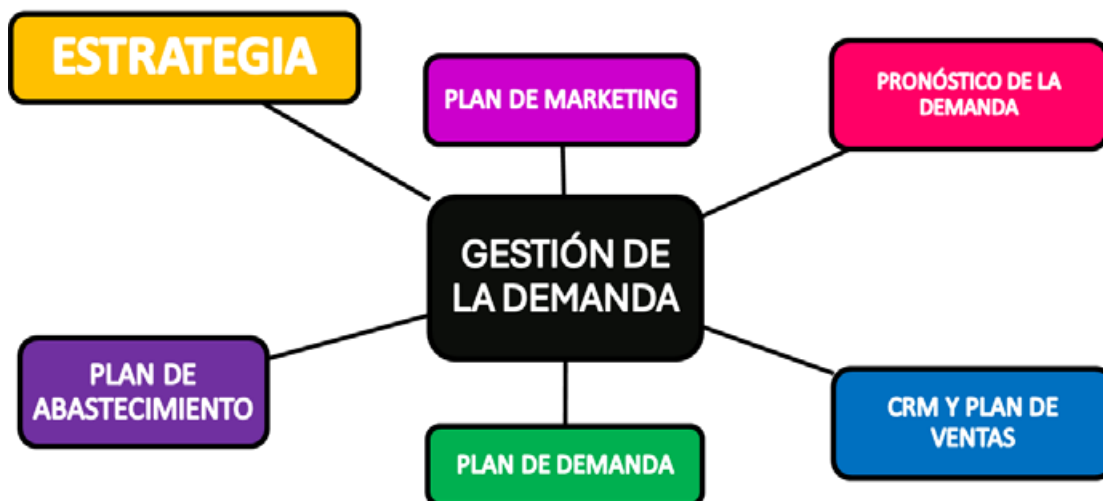 ESTRATEGIA
PLAN DE MARKETING
PRONÓSTICO DE LA
DEMANDA
GESTIÓN DE
LA DEMANDA
PLAN DE
ABASTECIMIENTO
PLAN DE DEMANDA
CRM Y PLAN DE
VENTAS